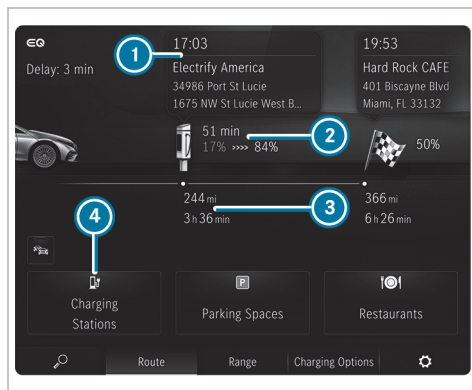 EQ
Delay: 3 min
17:03
Electrify America
34986 Port St Lucie
1675 NW St Lucie West B...
19:53
Hard Rock CAFE
401 Biscayne Blvd
Miami, FL 33132
1
51 min
17% »»» 84%
2
50%
244 mi
3 h 36 min
3
366 mi
6 h 26 min
4
Charging
Stations
P
Parking Spaces
Restaurants
Route
Range
Charging Options